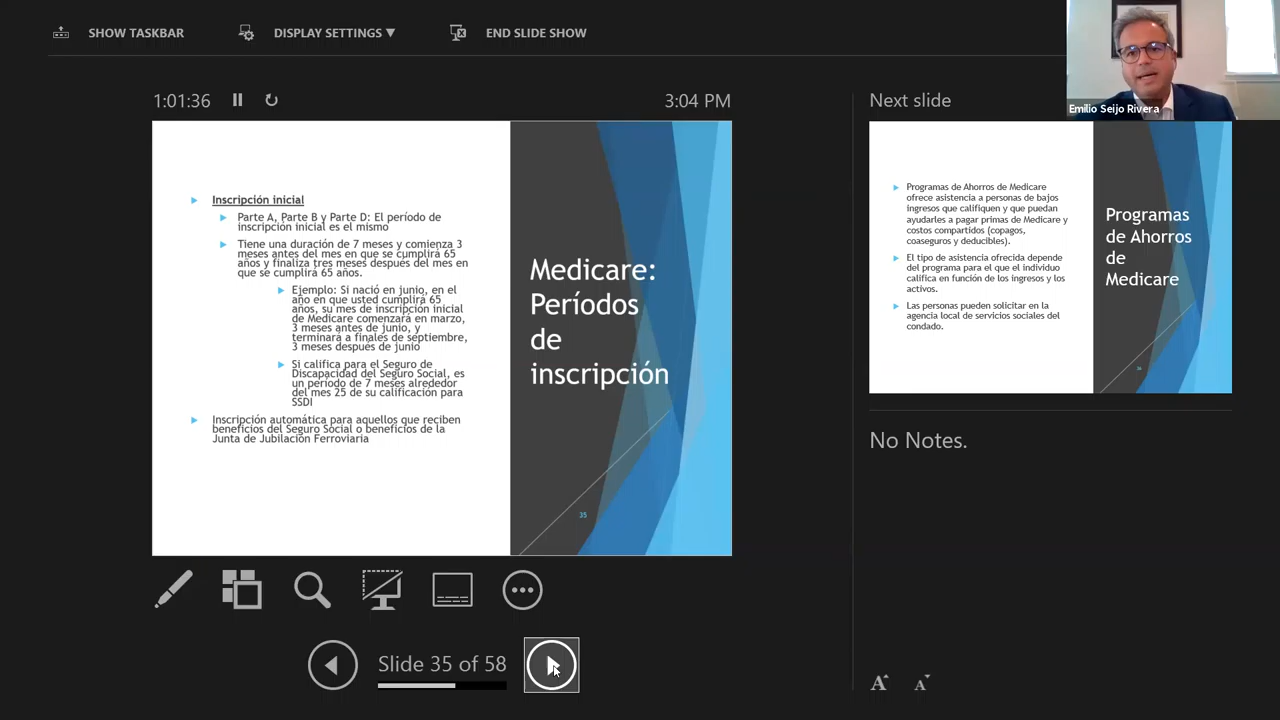 SHOW TASKBAR
DISPLAY SETTINGS ▼
END SLIDE SHOW
Emilio Seijo Rivera
1:01:36
3:04 PM
Next slide
Inscripción inicial
Parte A, Parte B y Parte D: El período de
inscripción inicial es el mismo
Tiene una duración de 7 meses y comienza 3
meses antes del mes en que se cumplirá 65
años y finaliza tres meses después del mes en
que se cumplirá 65 años.
Ejemplo: Si nació en junio, en el
año en que usted cumplirá 65
años, su mes de inscripción inicial
de Medicare comenzará en marzo,
3 meses antes de junio, y
terminará a finales de septiembre,
3 meses después de junio
Si califica para el Seguro de
Discapacidad del Seguro Social, es
un período de 7 meses alrededor
del mes 25 de su calificación para
SSDI
Inscripción automática para aquellos que reciben
beneficios del Seguro Social o beneficios de la
Junta de Jubilación Ferroviaria
Medicare:
Períodos
de
inscripción
35
Programas de Ahorros de Medicare
ofrece asistencia a personas de bajos
ingresos que califiquen y que puedan
ayudarles a pagar primas de Medicare y
costos compartidos (copagos,
coaseguros y deducibles).
El tipo de asistencia ofrecida depende
del programa para el que el individuo
califica en función de los ingresos y los
activos.
Las personas pueden solicitar en la
agencia local de servicios sociales del
condado.
Programas
de Ahorros
de
Medicare
36
No Notes.
Slide 35 of 58
A A